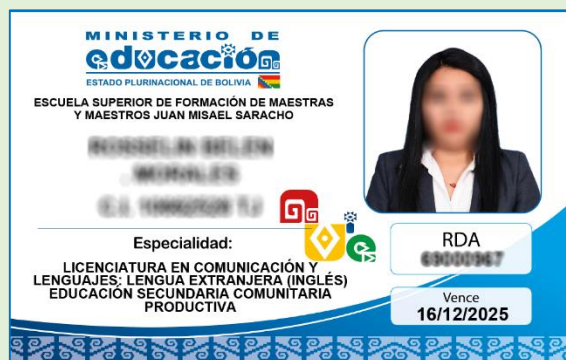 MINISTERIO DE
educación
ESTADO PLURINACIONAL DE BOLIVIA
ESCUELA SUPERIOR DE FORMACIÓN DE MAESTRAS
Y MAESTROS JUAN MISAEL SARACHO
Especialidad:
LICENCIATURA EN COMUNICACIÓN Y
LENGUAJES: LENGUA EXTRANJERA (INGLÉS)
EDUCACIÓN SECUNDARIA COMUNITARIA
PRODUCTIVA
RDA
Vence
16/12/2025